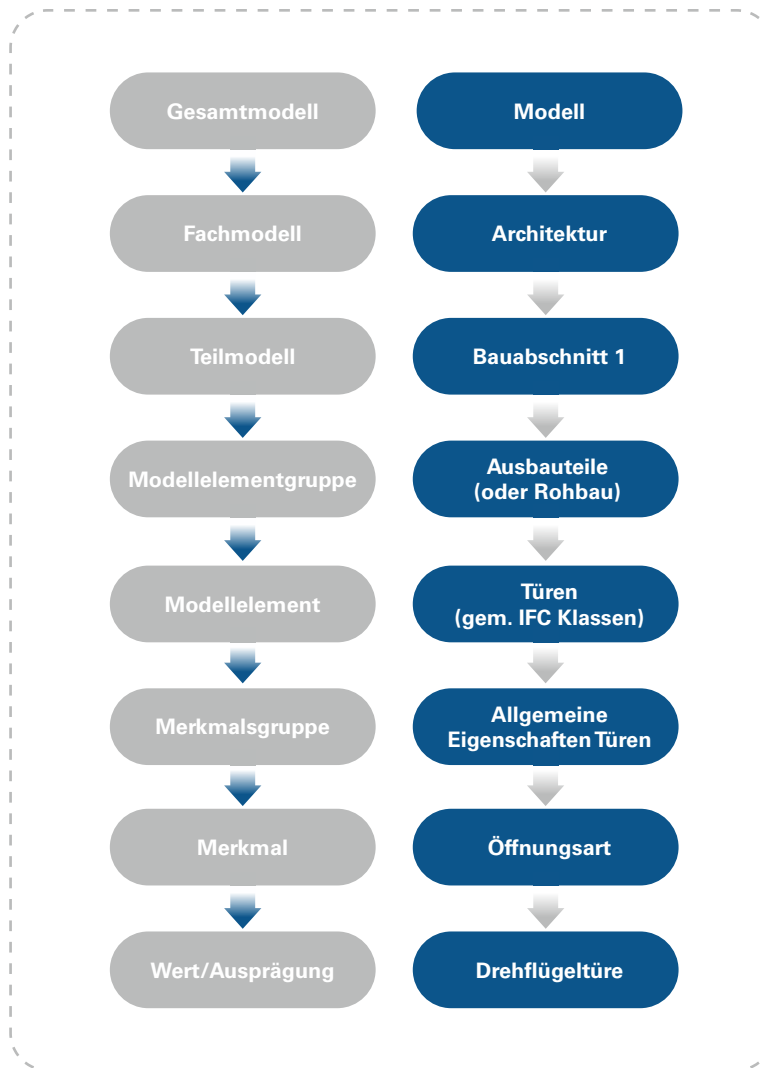 Gesamtmodell
Modell
Fachmodell
Architektur
Teilmodell
Bauabschnitt 1
Modellelementgruppe
Ausbauteile
(oder Rohbau)
Modellelement
Türen
(gem. IFC Klassen)
Merkmalsgruppe
Allgemeine
Eigenschaften Türen
Merkmal
Öffnungsart
Wert/Ausprägung
Drehflügeltüre